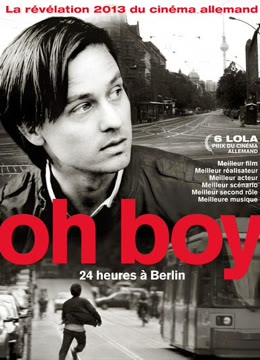 La révélation 2013 du cinéma allemand
6 LOLA
PRIX DU CINÉMA
ALLEMAND
Meilleur film
Meilleur réalisateur
Meilleur acteur
Meilleur scénario
Meilleur second rôle
Meilleure musique
oh boy
24 heures à Berlin